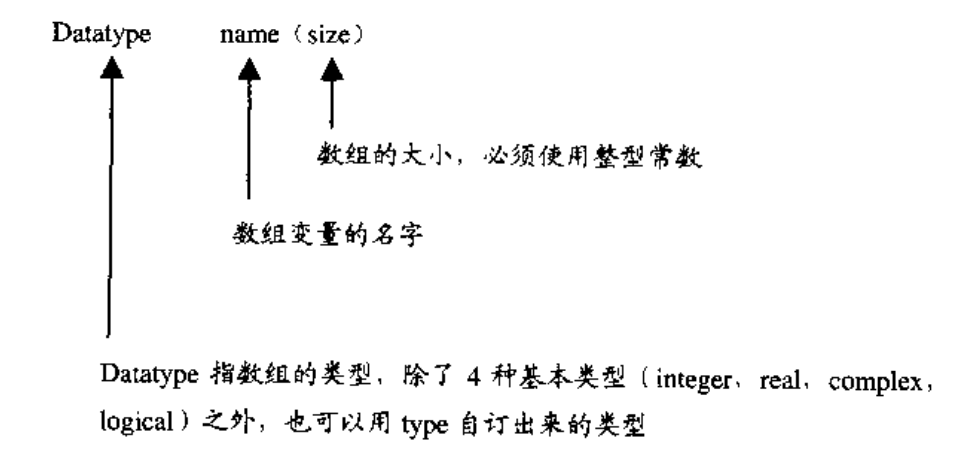 Datatype name（size）
数组的大小，必须使用整型常数
数组变量的名字
Datatype 指数组的类型，除了 4 种基本类型（integer、real、complex、
logical）之外，也可以用 type 自订出来的类型